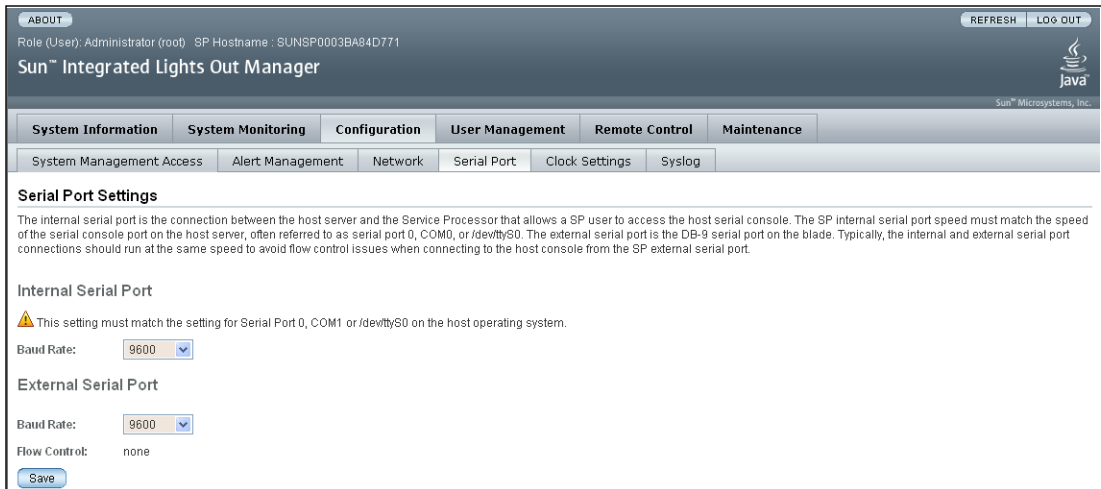 ABOUT
REFRESH LOG OUT
Role (User): Administrator (root) SP Hostname : SUNSP0003BA84D771
Sun™ Integrated Lights Out Manager
Java™
Sun™ Microsystems, Inc.
System Information System Monitoring Configuration User Management Remote Control Maintenance
System Management Access Alert Management Network Serial Port Clock Settings Syslog
Serial Port Settings
The internal serial port is the connection between the host server and the Service Processor that allows a SP user to access the host serial console. The SP internal serial port speed must match the speed
of the serial console port on the host server, often referred to as serial port 0, COM0, or /dev/ttyS0. The external serial port is the DB-9 serial port on the blade. Typically, the internal and external serial port
connections should run at the same speed to avoid flow control issues when connecting to the host console from the SP external serial port.
Internal Serial Port
This setting must match the setting for Serial Port 0, COM1 or /dev/ttyS0 on the host operating system.
Baud Rate: 9600
External Serial Port
Baud Rate: 9600
Flow Control: none
Save